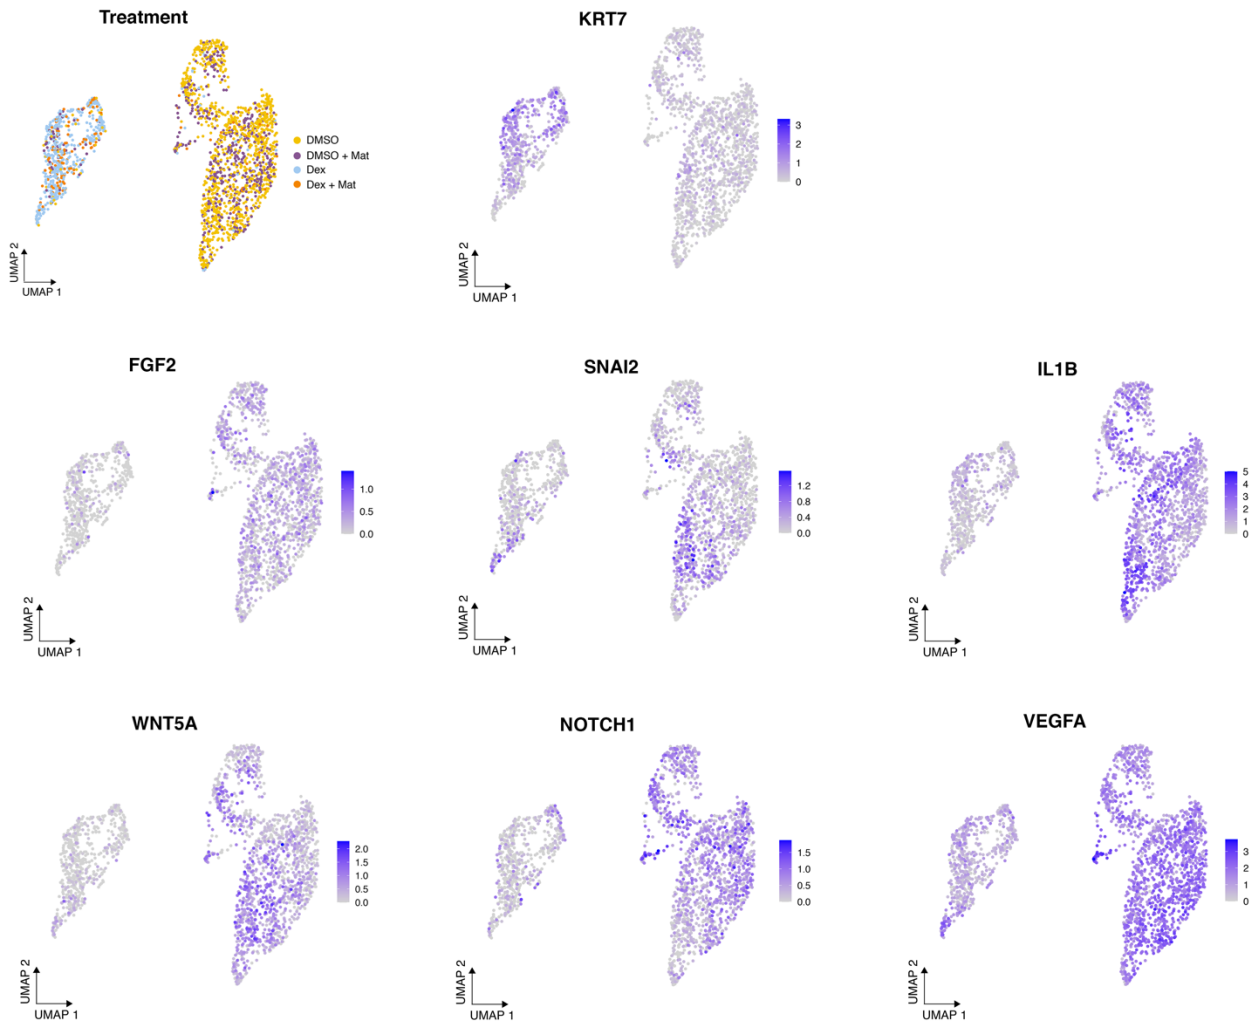 Treatment
DMSO
DMSO + Mat
Dex
Dex + Mat
UMAP 2
UMAP 1
KRT7
3
2
1
0
UMAP 2
UMAP 1
FGF2
1.0
0.5
0.0
UMAP 2
UMAP 1
SNAI2
1.2
0.8
0.4
0.0
UMAP 2
UMAP 1
IL1B
5
4
3
2
1
0
UMAP 2
UMAP 1
WNT5A
2.0
1.5
1.0
0.5
0.0
UMAP 2
UMAP 1
NOTCH1
1.5
1.0
0.5
0.0
UMAP 2
UMAP 1
VEGFA
3
2
1
0
UMAP 2
UMAP 1